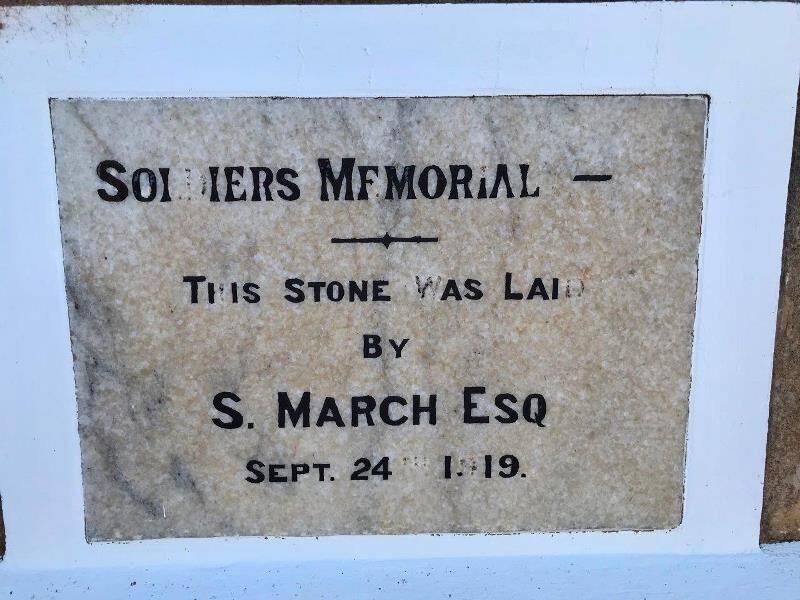 SOLDIERS MEMORIAL —
THIS STONE WAS LAID
BY
S. MARCH ESQ
SEPT. 24TH 1919.